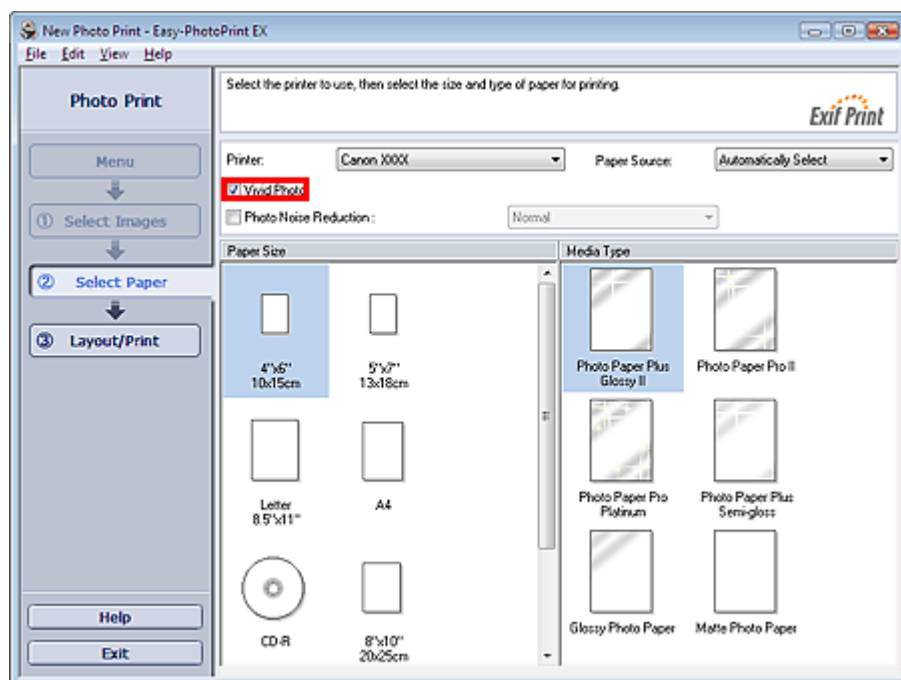 New Photo Print - Easy-PhotoPrint EX
File Edit View Help
Photo Print
Select the printer to use, then select the size and type of paper for printing.
Exif Print
Menu
① Select Images
② Select Paper
③ Layout/Print
Help
Exit
Printer: Canon XXXX Paper Source: Automatically Select
Vivid Photo
Photo Noise Reduction : Normal
Paper Size
4"x6"
10x15cm
5"x7"
13x18cm
Letter
8.5"x11"
A4
CD-R
8"x10"
20x25cm
Media Type
Photo Paper Plus
Glossy II
Photo Paper Pro II
Photo Paper Pro
Platinum
Photo Paper Plus
Semi-gloss
Glossy Photo Paper
Matte Photo Paper